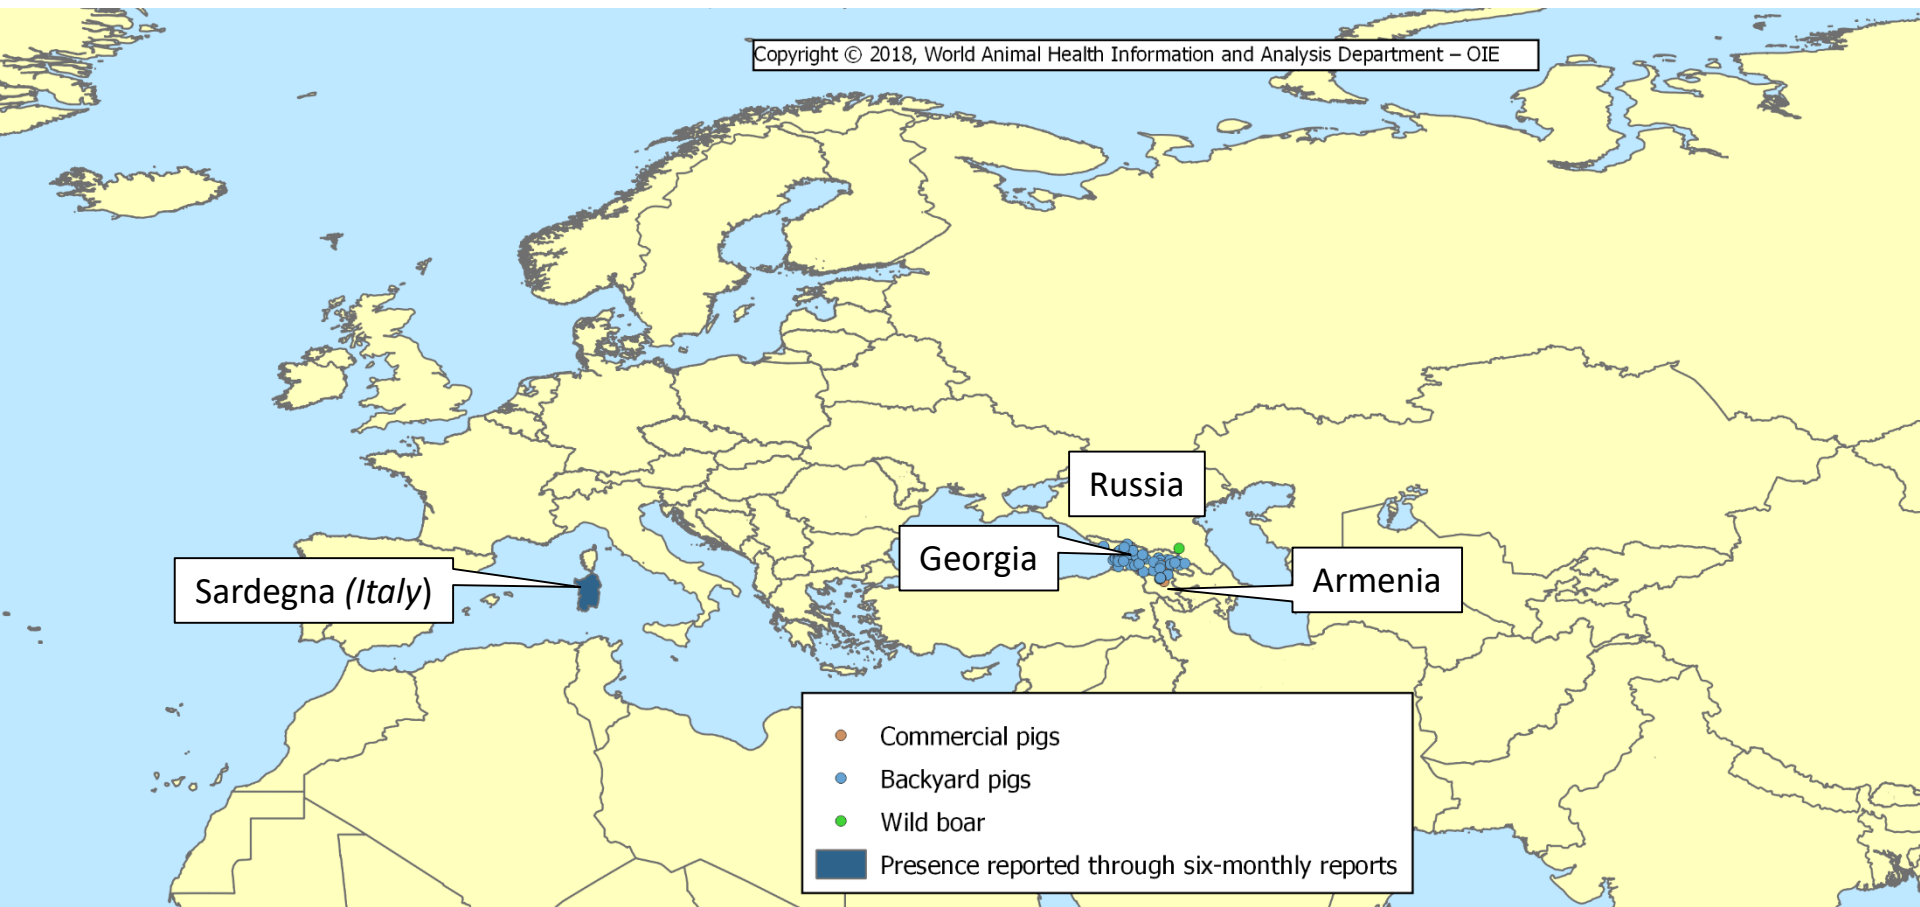 Copyright © 2018, World Animal Health Information and Analysis Department – OIE
Russia
Georgia
Armenia
Sardegna (Italy)
Commercial pigs
Backyard pigs
Wild boar
Presence reported through six-monthly reports